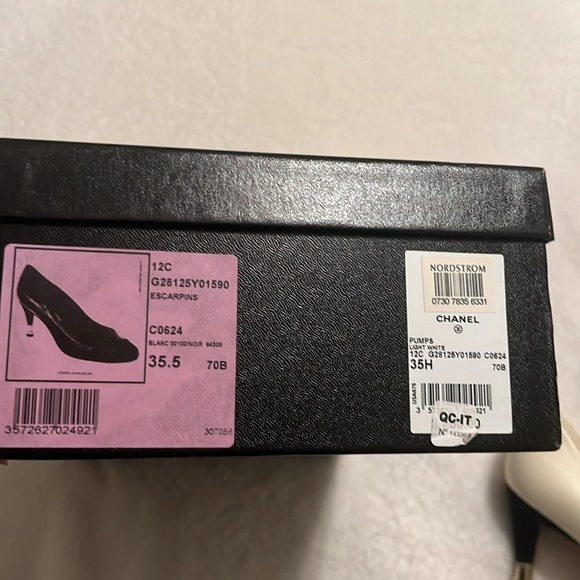 12C
G28125Y01590
ESCARPINS
C0624
BLANC 00100/NOIR 94305
35.5 70B
3572627024921
NORDSTROM
0730 7835 6331
CHANEL
PUMPS
LIGHT WHITE
12C G28125Y01590 C0624
35H 70B
QC-IT